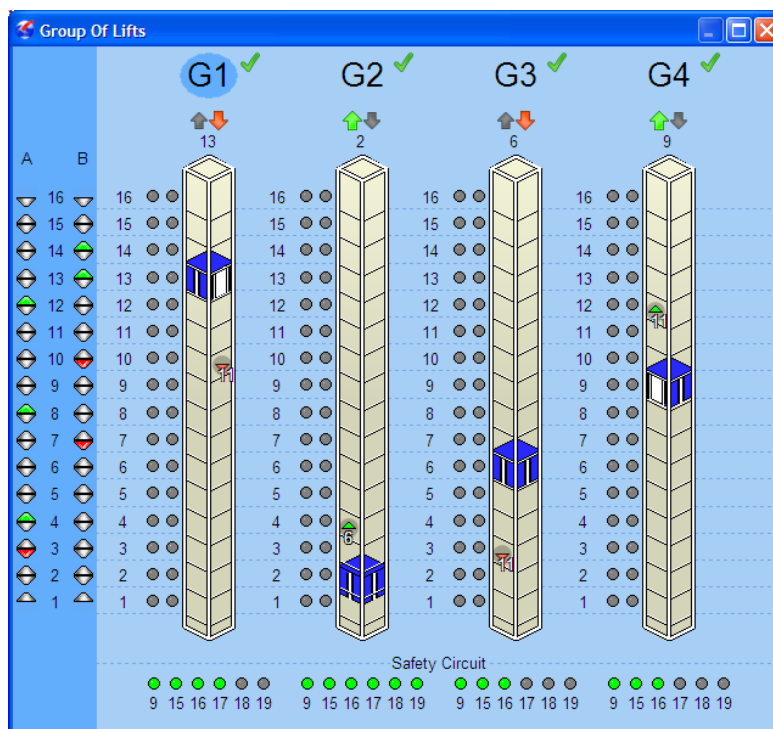 Group Of Lifts
G1 G2 G3 G4
13 2 6 9
A B
16 16 16 16 16
15 15 15 15 15
14 14 14 14 14
13 13 13 13 13
12 12 12 12 12
11 11 11 11 11 11
10 10 10 10 10
11
9 9 9 9 9
8 8 8 8 8
7 7 7 7 7
6 6 6 6 6
5 5 5 5 5
4 4 4 4 4
6
3 3 3 3 3
11
2 2 2 2 2
1 1 1 1 1
Safety Circuit
9 15 16 17 18 19 9 15 16 17 18 19 9 15 16 17 18 19 9 15 16 17 18 19